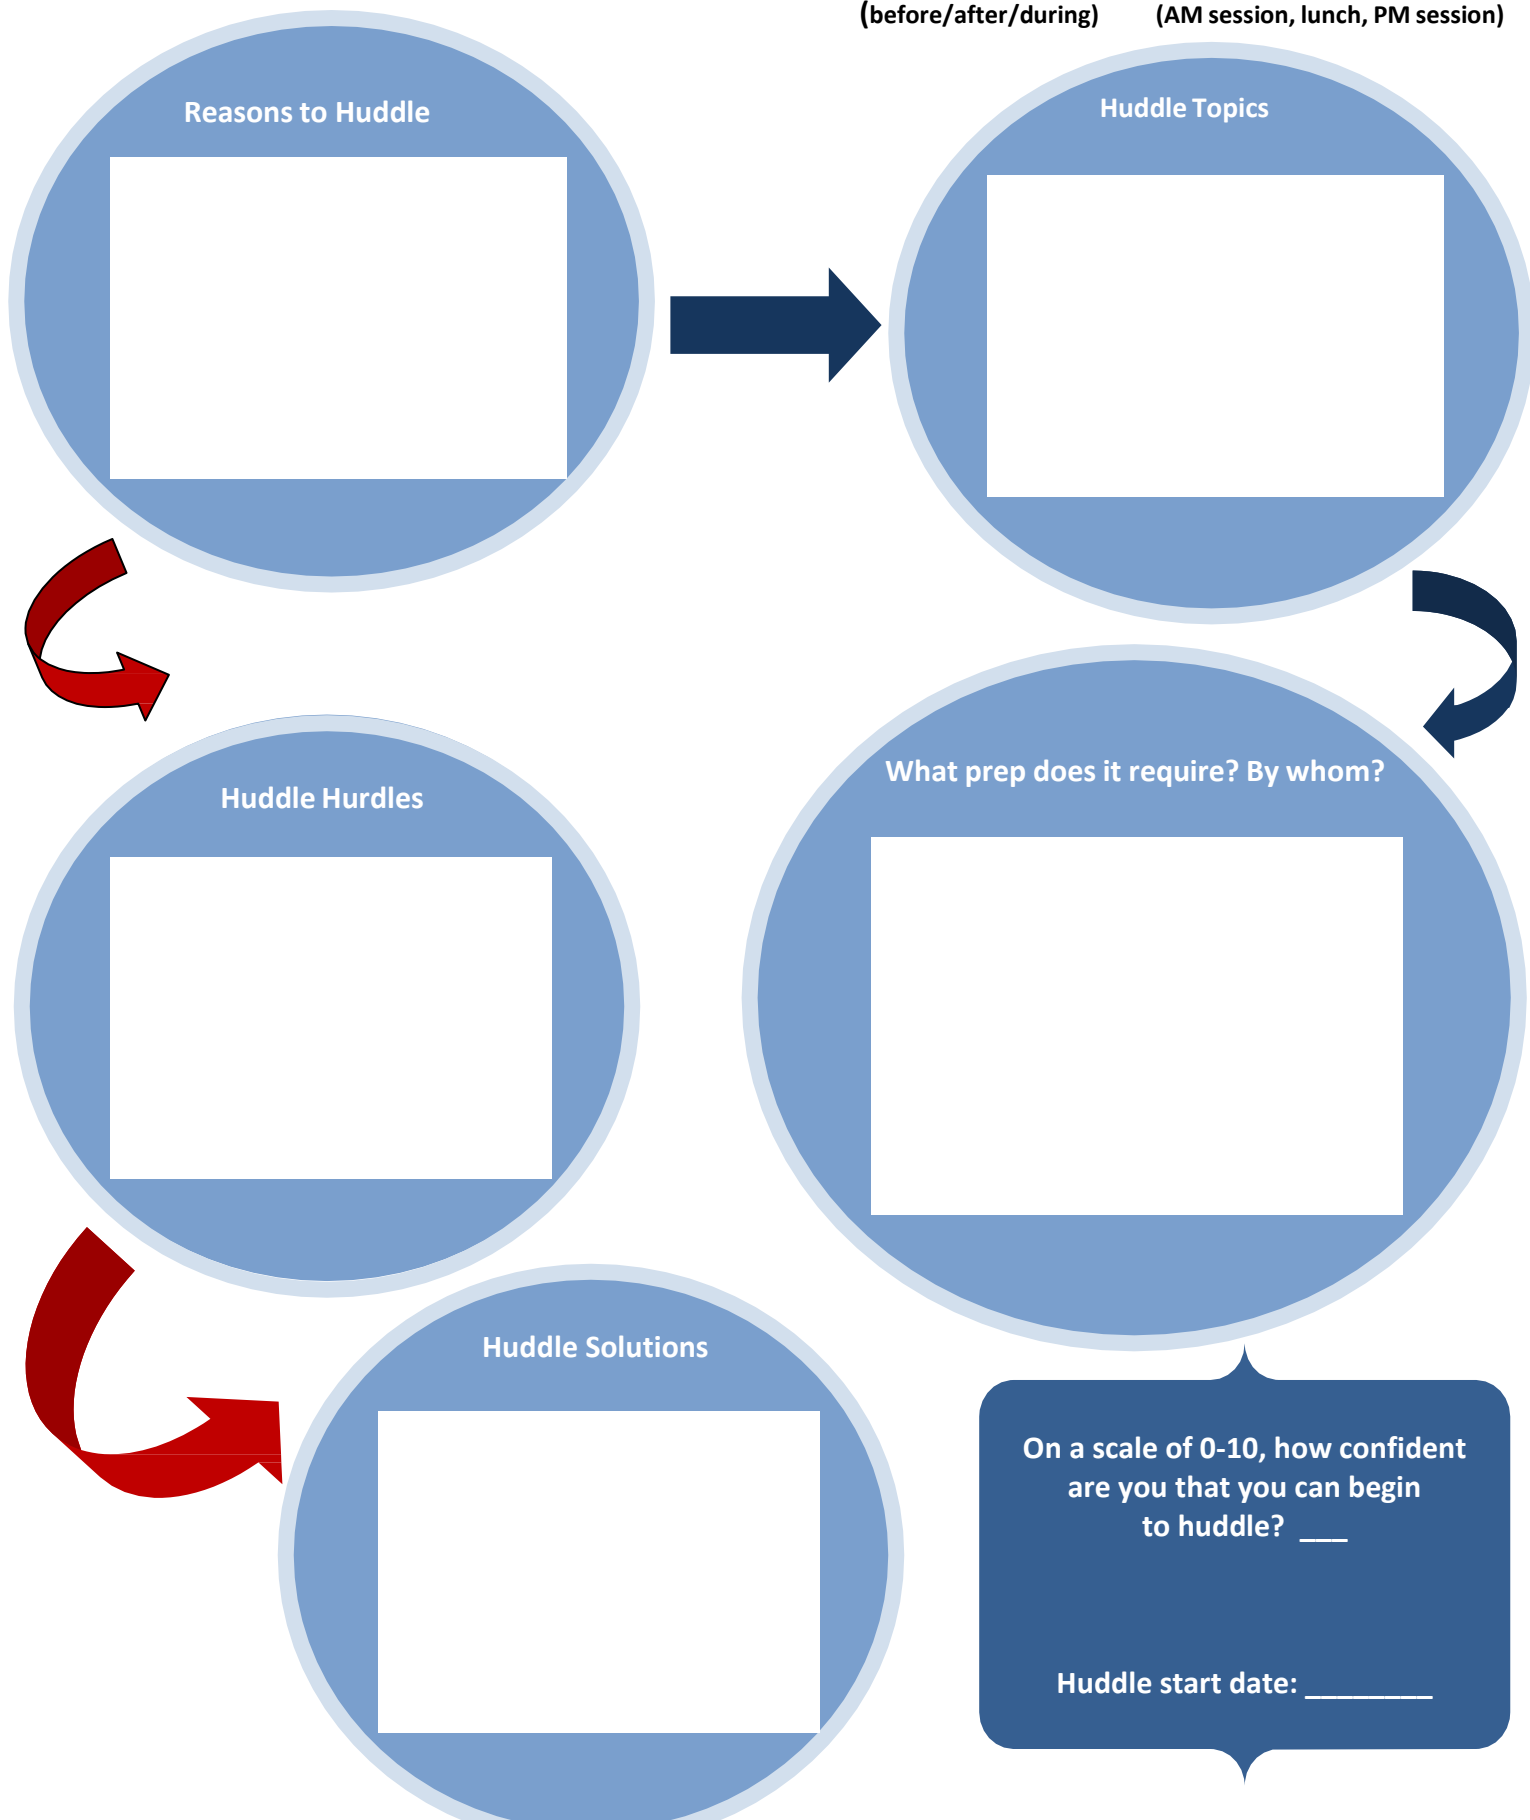 (before/after/during) (AM session, lunch, PM session)
Reasons to Huddle
Huddle Topics
Huddle Hurdles
What prep does it require? By whom?
Huddle Solutions
On a scale of 0-10, how confident
are you that you can begin
to huddle? ___
Huddle start date: ________